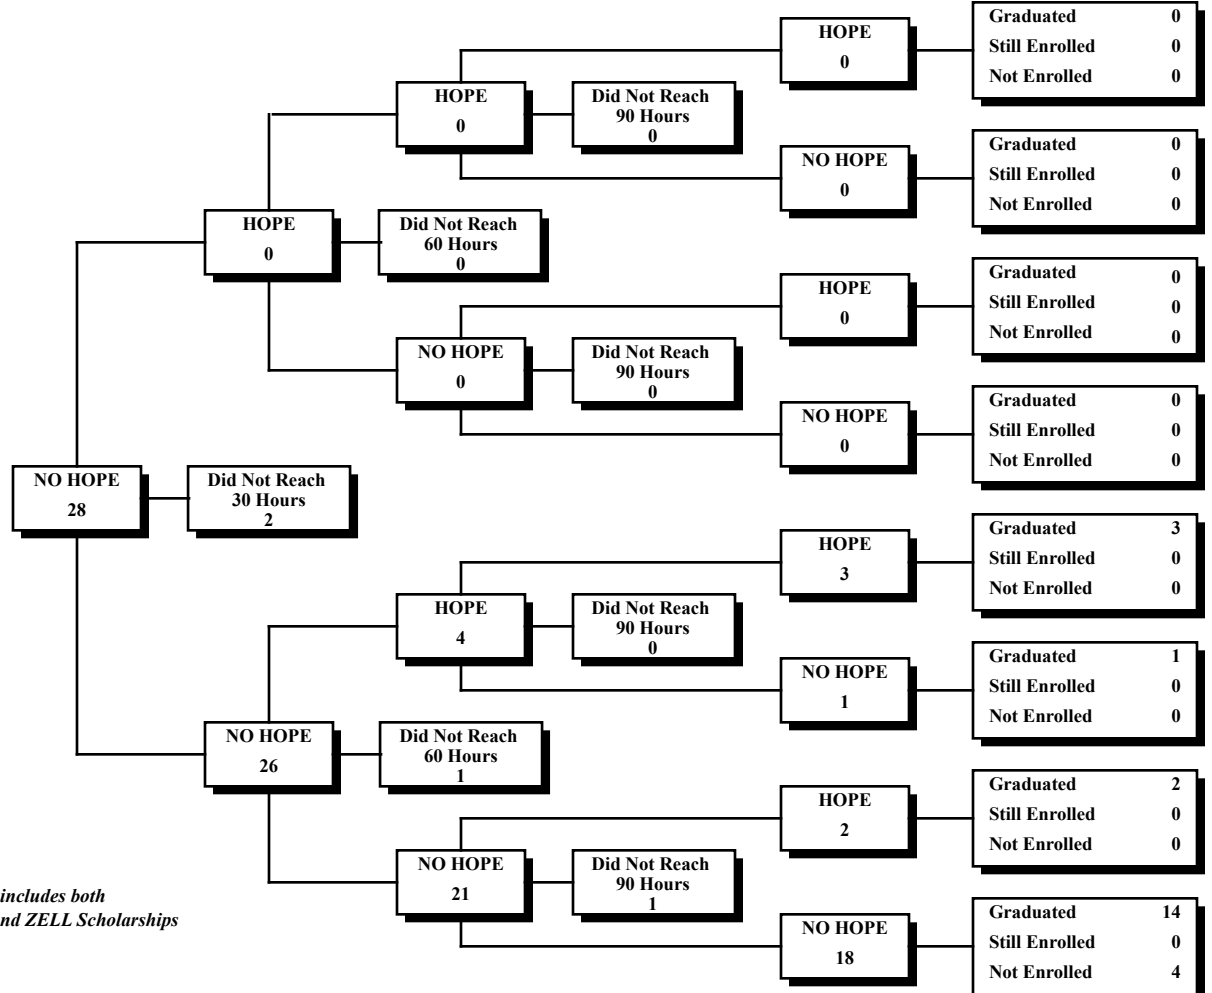 HOPE
0
Graduated 0
Still Enrolled 0
Not Enrolled 0
HOPE
0
Did Not Reach
90 Hours
0
NO HOPE
0
Graduated 0
Still Enrolled 0
Not Enrolled 0
HOPE
0
Did Not Reach
60 Hours
0
HOPE
0
Graduated 0
Still Enrolled 0
Not Enrolled 0
NO HOPE
0
Did Not Reach
90 Hours
0
NO HOPE
0
Graduated 0
Still Enrolled 0
Not Enrolled 0
NO HOPE
28
Did Not Reach
30 Hours
2
HOPE
3
Graduated 3
Still Enrolled 0
Not Enrolled 0
HOPE
4
Did Not Reach
90 Hours
0
NO HOPE
1
Graduated 1
Still Enrolled 0
Not Enrolled 0
NO HOPE
26
Did Not Reach
60 Hours
1
HOPE
2
Graduated 2
Still Enrolled 0
Not Enrolled 0
NO HOPE
21
Did Not Reach
90 Hours
1
NO HOPE
18
Graduated 14
Still Enrolled 0
Not Enrolled 4
includes both
nd ZELL Scholarships